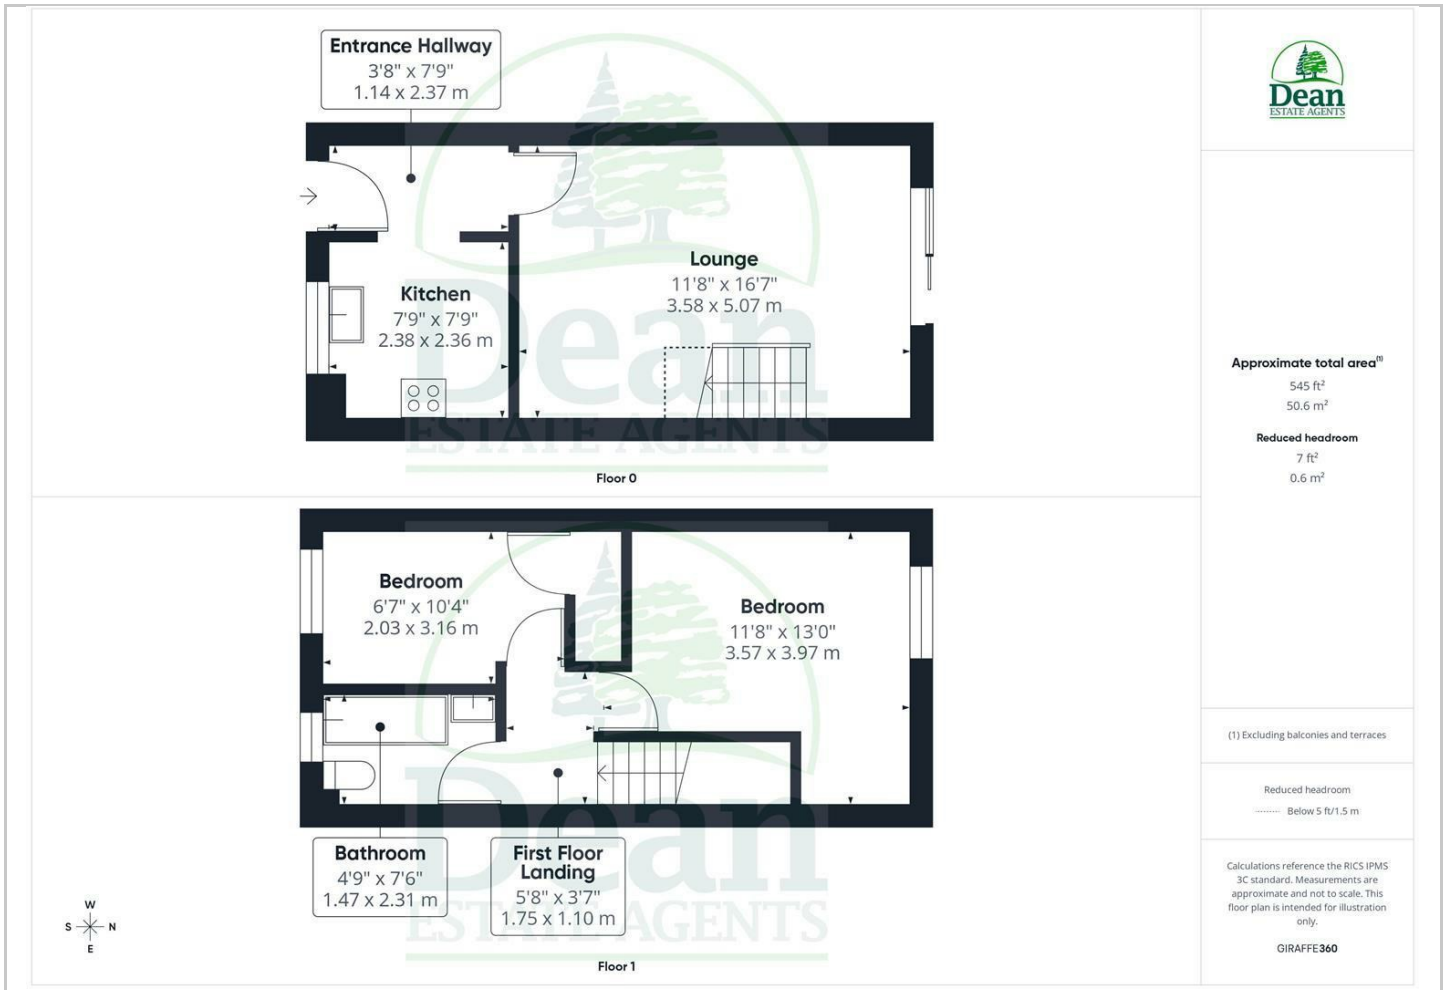 Entrance Hallway
3'8" x 7'9"
1.14 x 2.37 m
Lounge
11'8" x 16'7"
3.58 x 5.07 m
Kitchen
7'9" x 7'9"
2.38 x 2.36 m
Dean
ESTATE AGENTS
Floor 0
Bedroom
6'7" x 10'4"
2.03 x 3.16 m
Bedroom
11'8" x 13'0"
3.57 x 3.97 m
Dean
ESTATE AGENTS
Bathroom
4'9" x 7'6"
1.47 x 2.31 m
First Floor
Landing
5'8" x 3'7"
1.75 x 1.10 m
Floor 1
W
S N
E
Dean
ESTATE AGENTS
Approximate total area(1)
545 ft²
50.6 m²
Reduced headroom
7 ft²
0.6 m²
(1) Excluding balconies and terraces
Reduced headroom
Below 5 ft/1.5 m
Calculations reference the RICS IPMS
3C standard. Measurements are
approximate and not to scale. This
floor plan is intended for illustration
only.
GIRAFFE360